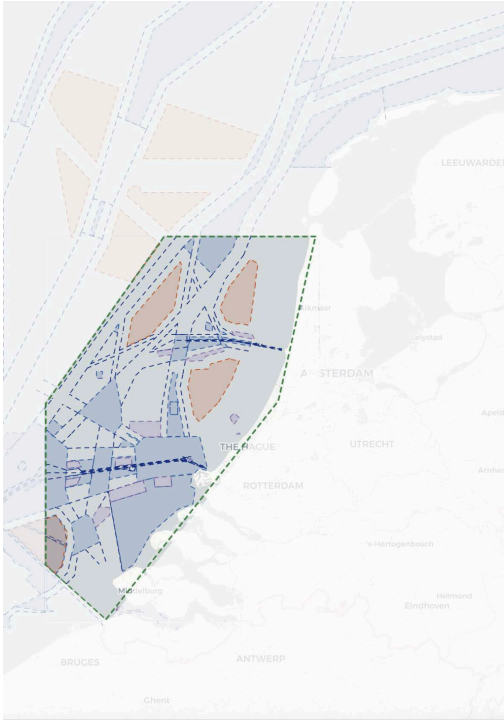 LEEUWARDE
Alkmaar
Lelystad
AMSTERDAM
Apeld
THE HAGUE
UTRECHT
Arnhe
ROTTERDAM
's-Hertogenbosch
Middelburg
Helmond
Eindhoven
BRUGES
ANTWERP
Ghent